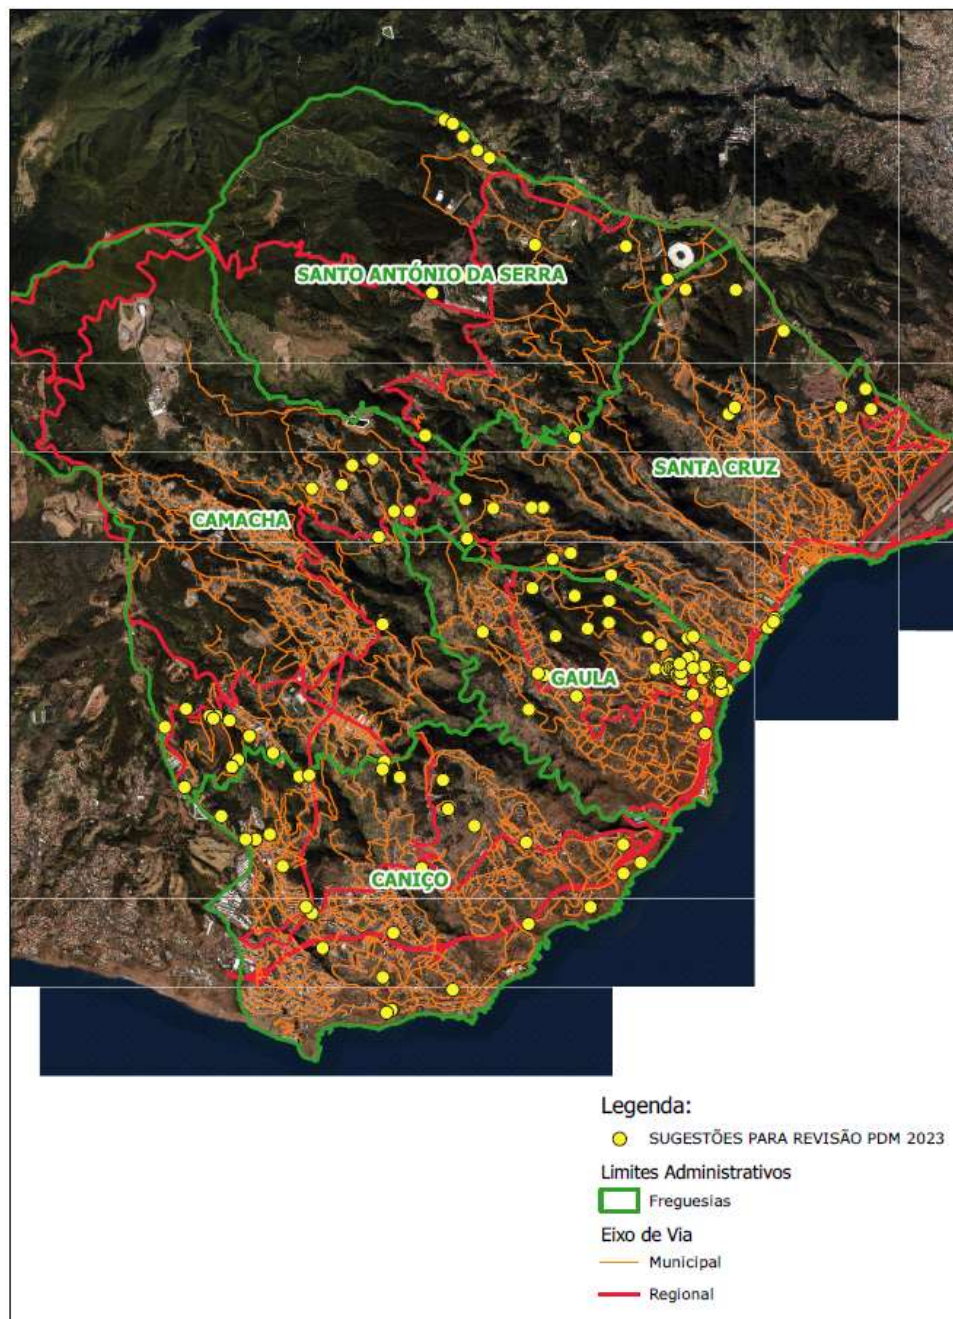 SANTO ANTÓNIO DA SERRA
SANTA CRUZ
CAMACHA
GAULA
CANIÇO
Legenda:
SUGESTÕES PARA REVISÃO PDM 2023
Limites Administrativos
Freguesias
Eixo de Via
Municipal
Regional